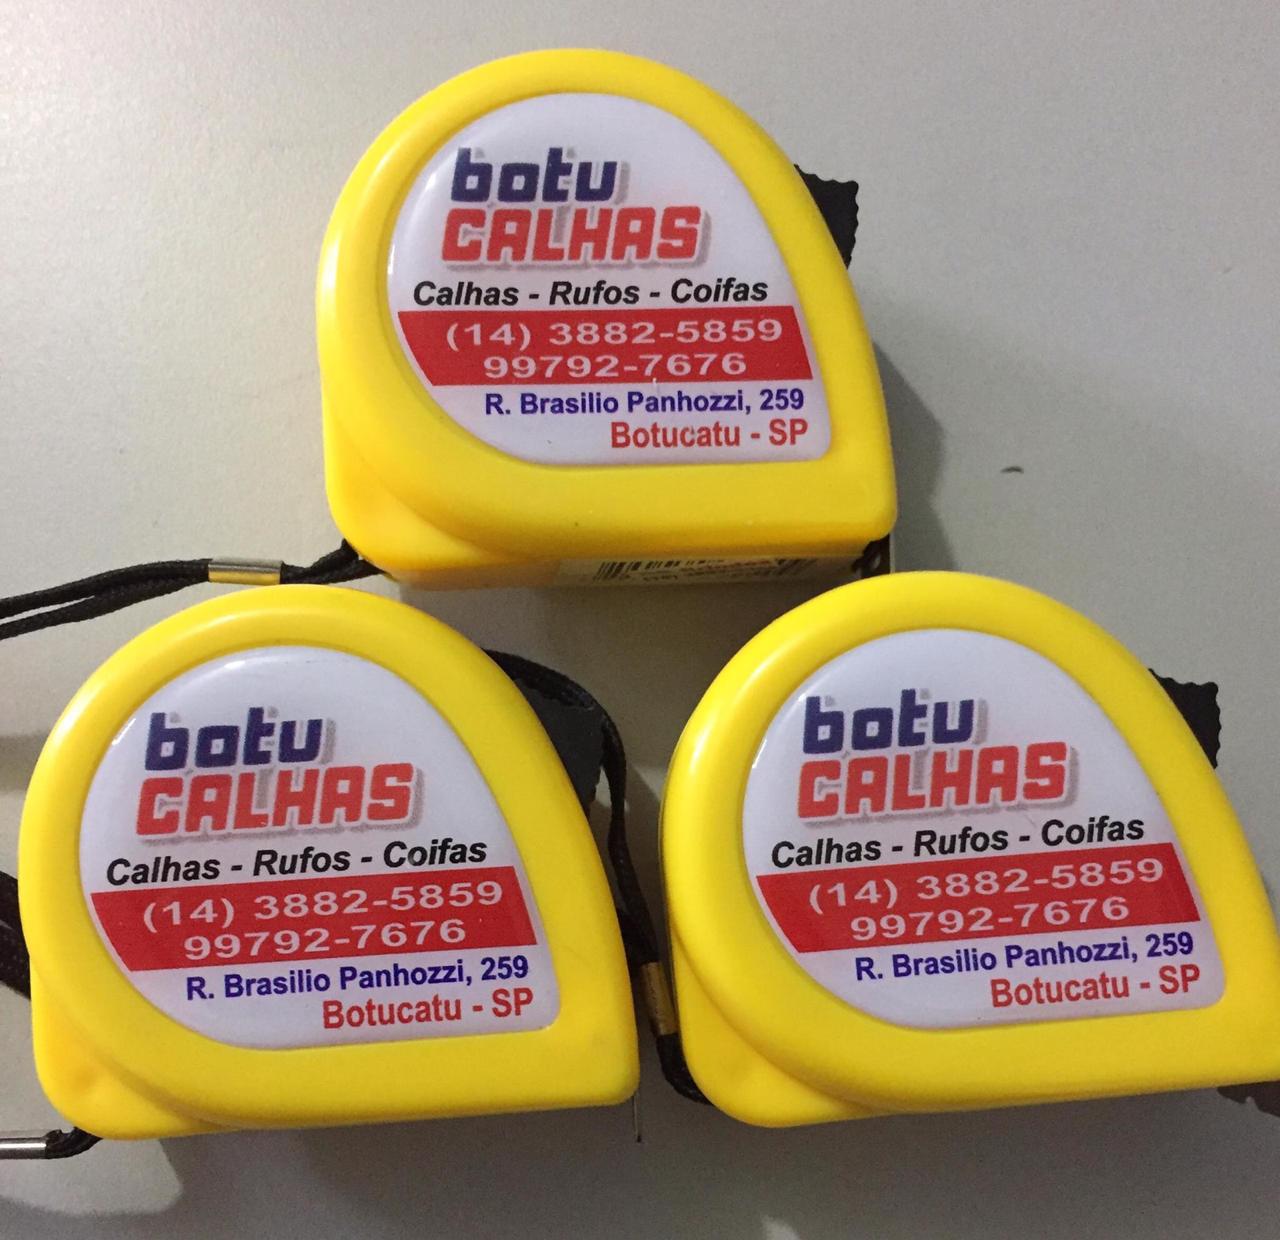 botu
CALHAS
Calhas - Rufos - Coifas
(14) 3882-5859
99792-7676
R. Brasilio Panhozzi, 259
Botucatu - SP
botu
CALHAS
Calhas - Rufos - Coifas
(14) 3882-5859
99792-7676
R. Brasilio Panhozzi, 259
Botucatu - SP
botu
CALHAS
Calhas - Rufos - Coifas
(14) 3882-5859
99792-7676
R. Brasilio Panhozzi, 259
Botucatu - SP